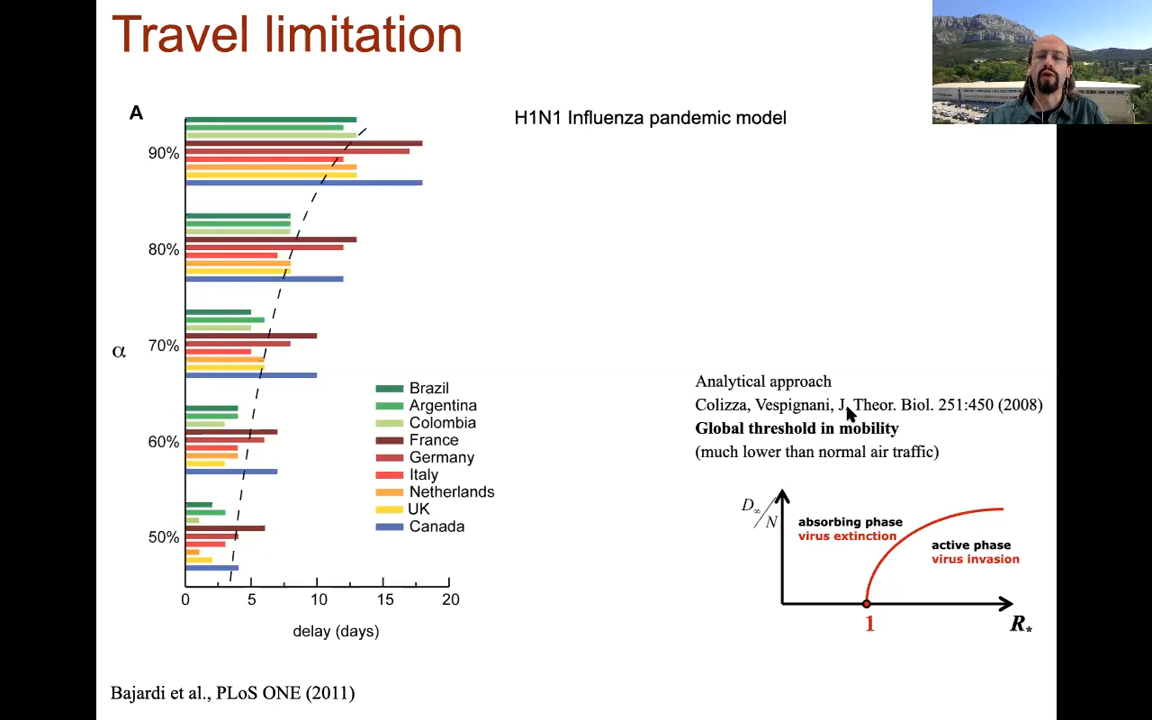 Travel limitation
A
H1N1 Influenza pandemic model
90%
80%
70%
α
60%
50%
Brazil
Argentina
Colombia
France
Germany
Italy
Netherlands
UK
Canada
0 5 10 15 20
delay (days)
Analytical approach
Colizza, Vespignani, J. Theor. Biol. 251:450 (2008)
Global threshold in mobility
(much lower than normal air traffic)
D∞/N
absorbing phase
virus extinction
active phase
virus invasion
1
R*
Bajardi et al., PLoS ONE (2011)